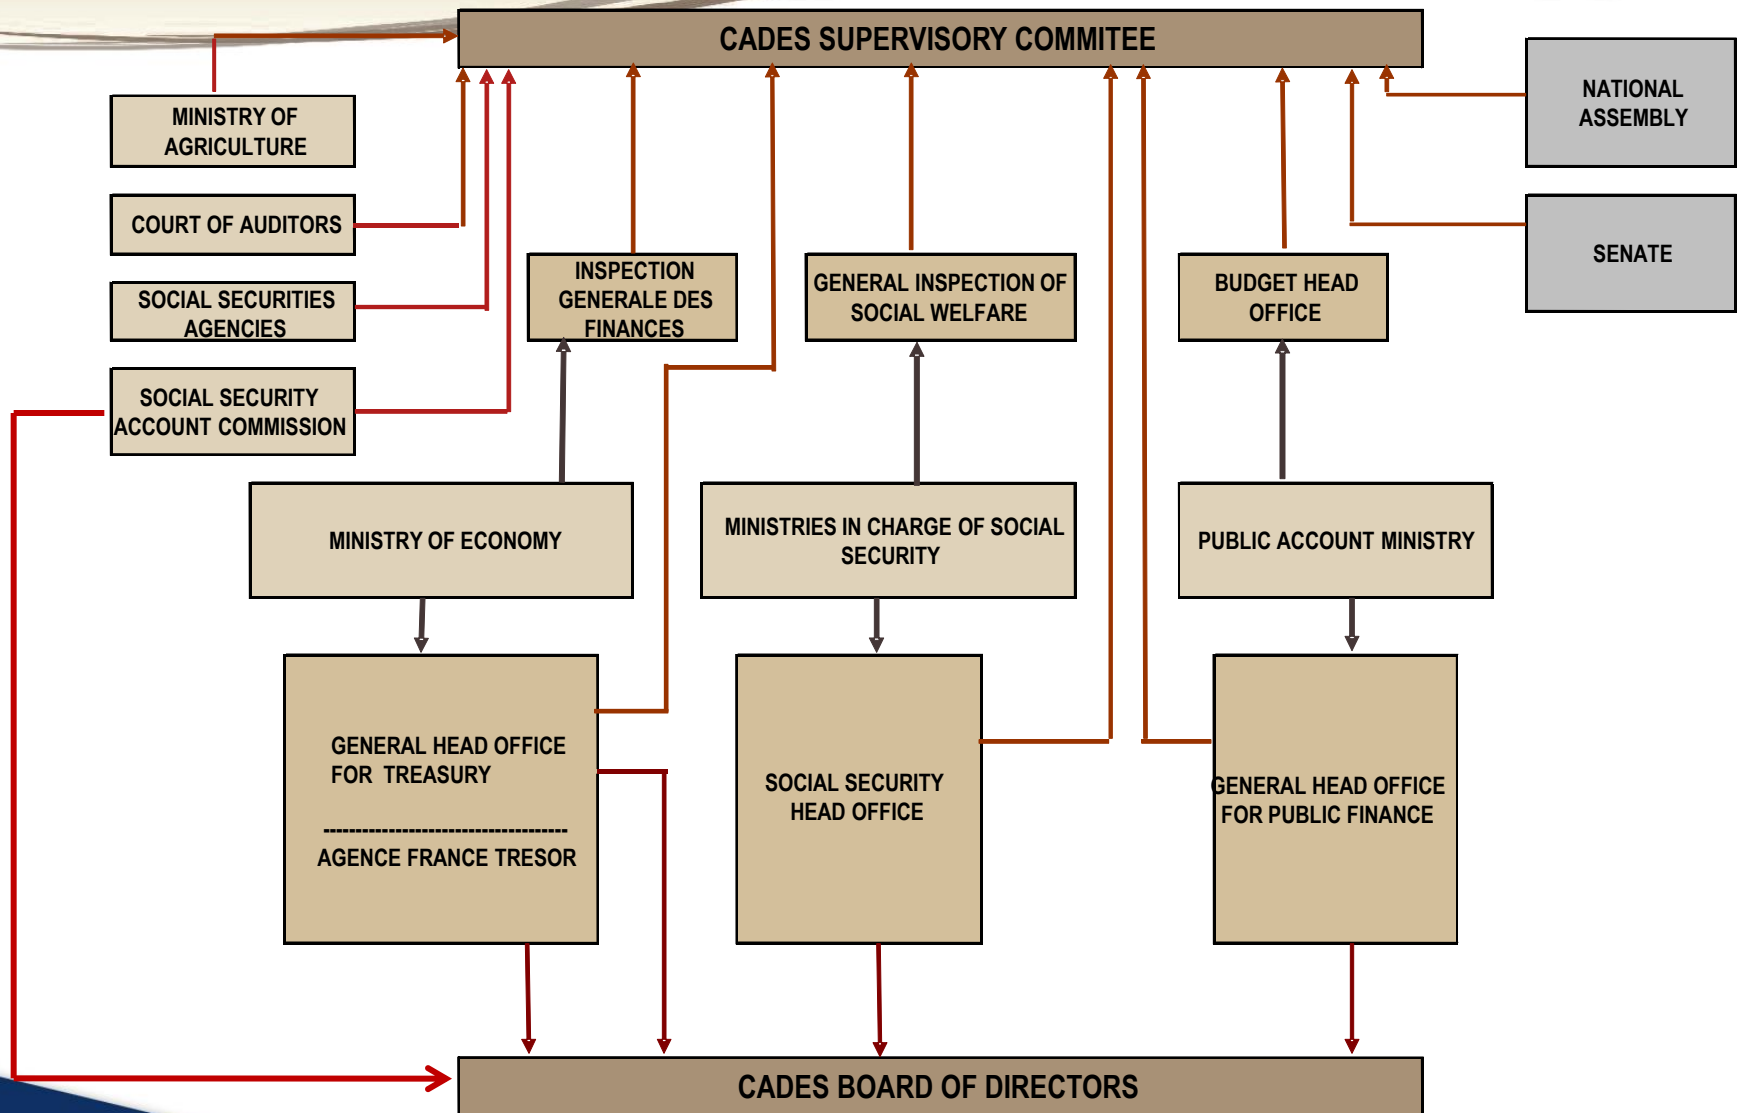 CADES SUPERVISORY COMMITEE
NATIONAL
ASSEMBLY
MINISTRY OF
AGRICULTURE
COURT OF AUDITORS
SENATE
INSPECTION
GENERALE DES
FINANCES
GENERAL INSPECTION OF
SOCIAL WELFARE
BUDGET HEAD
OFFICE
SOCIAL SECURITIES
AGENCIES
SOCIAL SECURITY
ACCOUNT COMMISSION
MINISTRY OF ECONOMY
MINISTRIES IN CHARGE OF SOCIAL
SECURITY
PUBLIC ACCOUNT MINISTRY
GENERAL HEAD OFFICE
FOR TREASURY
--------------------------------------
AGENCE FRANCE TRESOR
SOCIAL SECURITY
HEAD OFFICE
GENERAL HEAD OFFICE
FOR PUBLIC FINANCE
CADES BOARD OF DIRECTORS